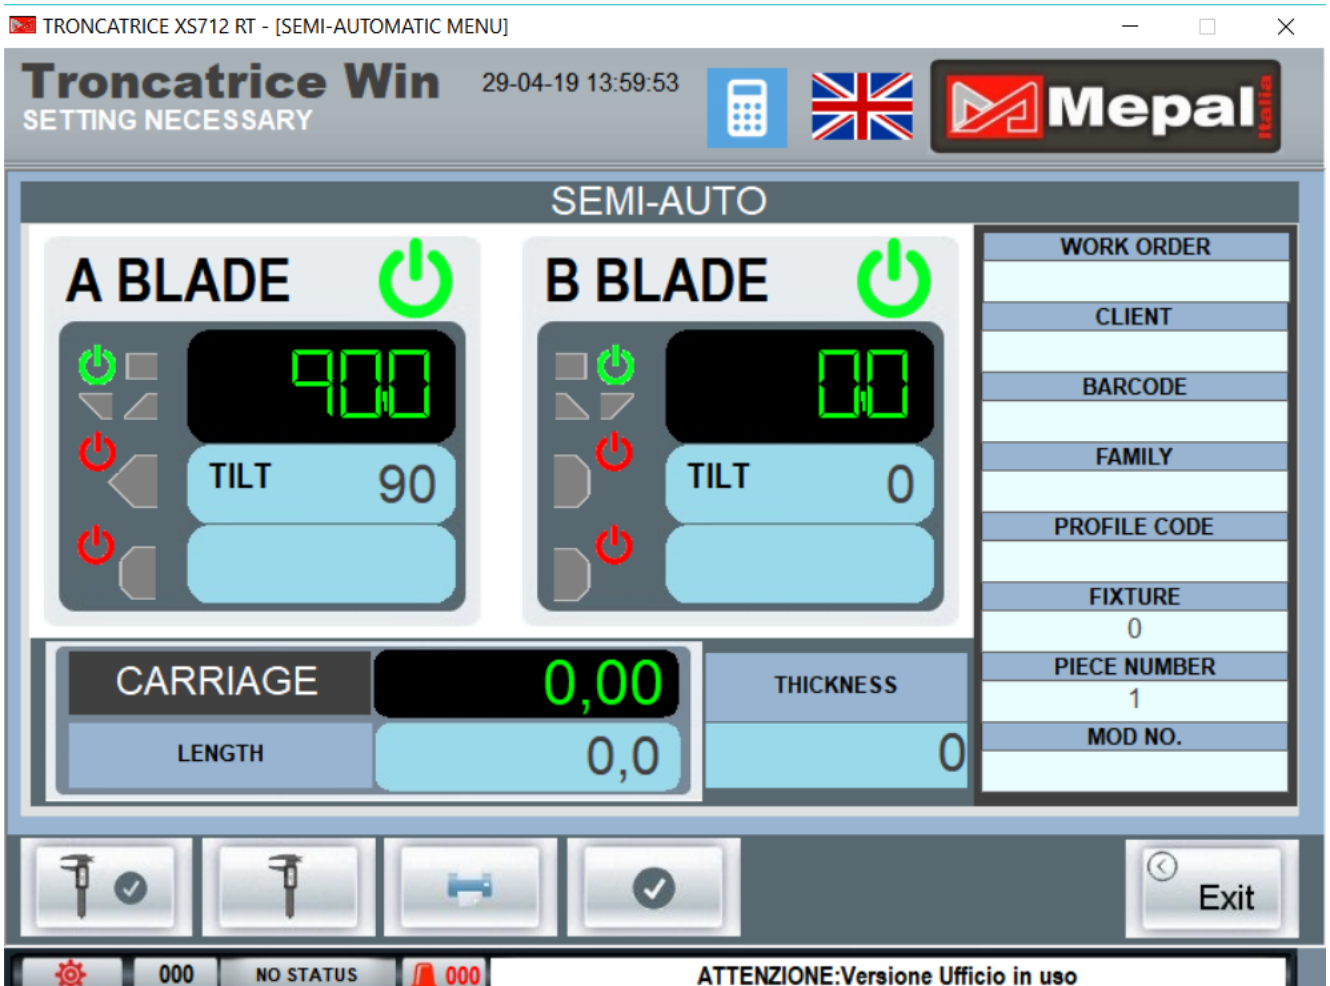 TRONCATRICE XS712 RT - [SEMI-AUTOMATIC MENU]
Troncatrice Win
29-04-19 13:59:53
SETTING NECESSARY
Mepal Italia
SEMI-AUTO
A BLADE
90.0
TILT 90
B BLADE
0.0
TILT 0
CARRIAGE 0,00
LENGTH 0,0
THICKNESS
0
WORK ORDER
CLIENT
BARCODE
FAMILY
PROFILE CODE
FIXTURE
0
PIECE NUMBER
1
MOD NO.
Exit
000 NO STATUS 000 ATTENZIONE:Versione Ufficio in uso